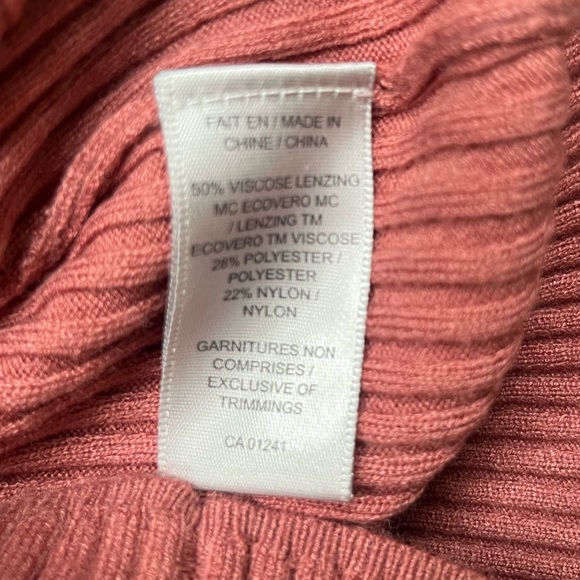 FAIT EN / MADE IN
CHINE / CHINA
50% VISCOSE LENZING
MC ECOVERO MC
/ LENZING TM
ECOVERO TM VISCOSE
28% POLYESTER /
POLYESTER
22% NYLON /
NYLON
GARNITURES NON
COMPRISES /
EXCLUSIVE OF
TRIMMINGS
CA 01241